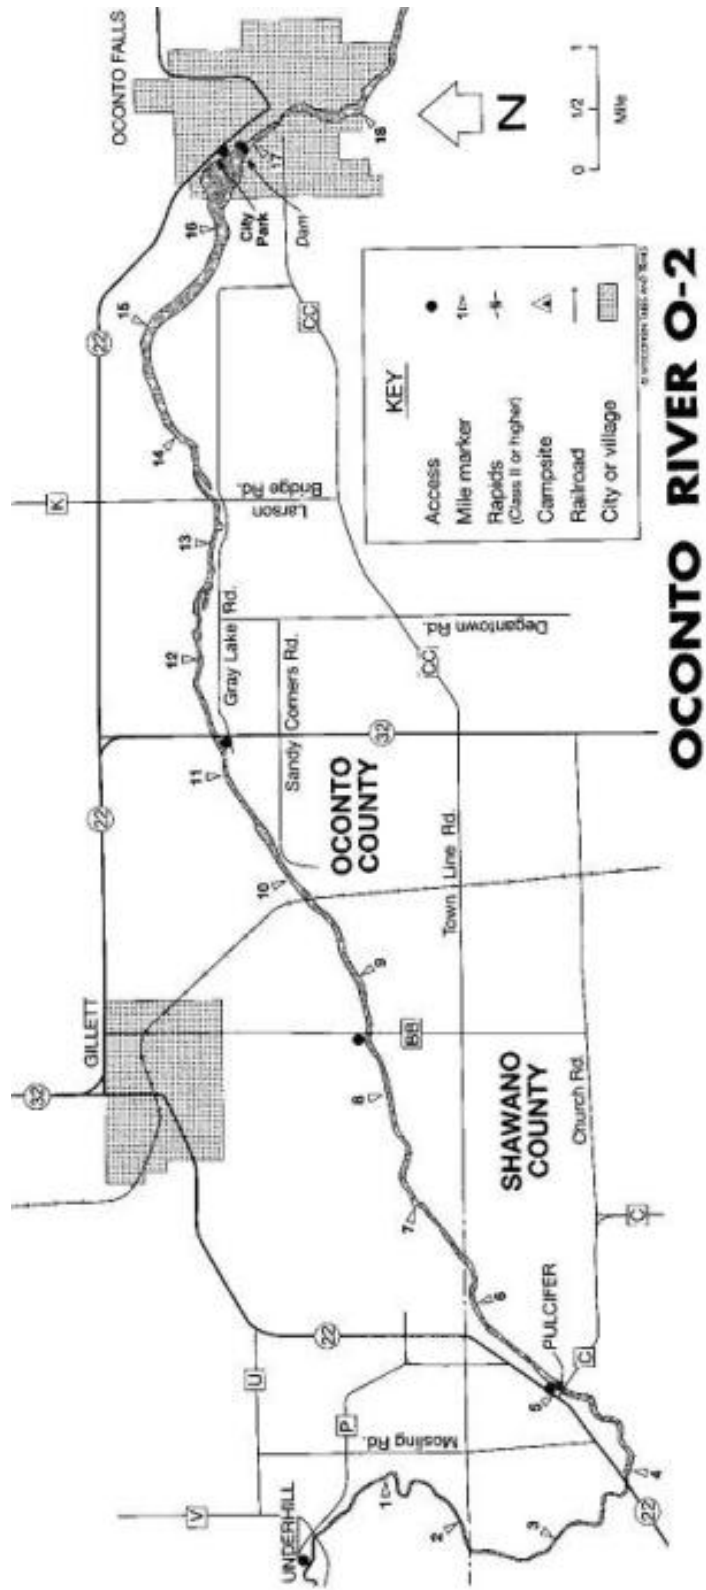 OCONTO FALLS
22
15
16
City
Park
Dam
17
18
N
0 1/2 1
Mile
K
14
13
Larson
Bridge Rd.
CC
12
Gray Lake Rd.
Sandy Corners Rd.
Degantown Rd.
CC
32
11
22
OCONTO
COUNTY
10
Town Line Rd.
9
GILLETT
32
BB
8
SHAWANO
COUNTY
Church Rd.
7
C
6
22
PULCIFER
C
5
U
P
Mosling Rd.
4
22
V
UNDERHILL
1
2
3
KEY
Access
Mile marker
1
Rapids
(Class II or higher)
Campsite
Railroad
City or village
OCONTO RIVER O-2